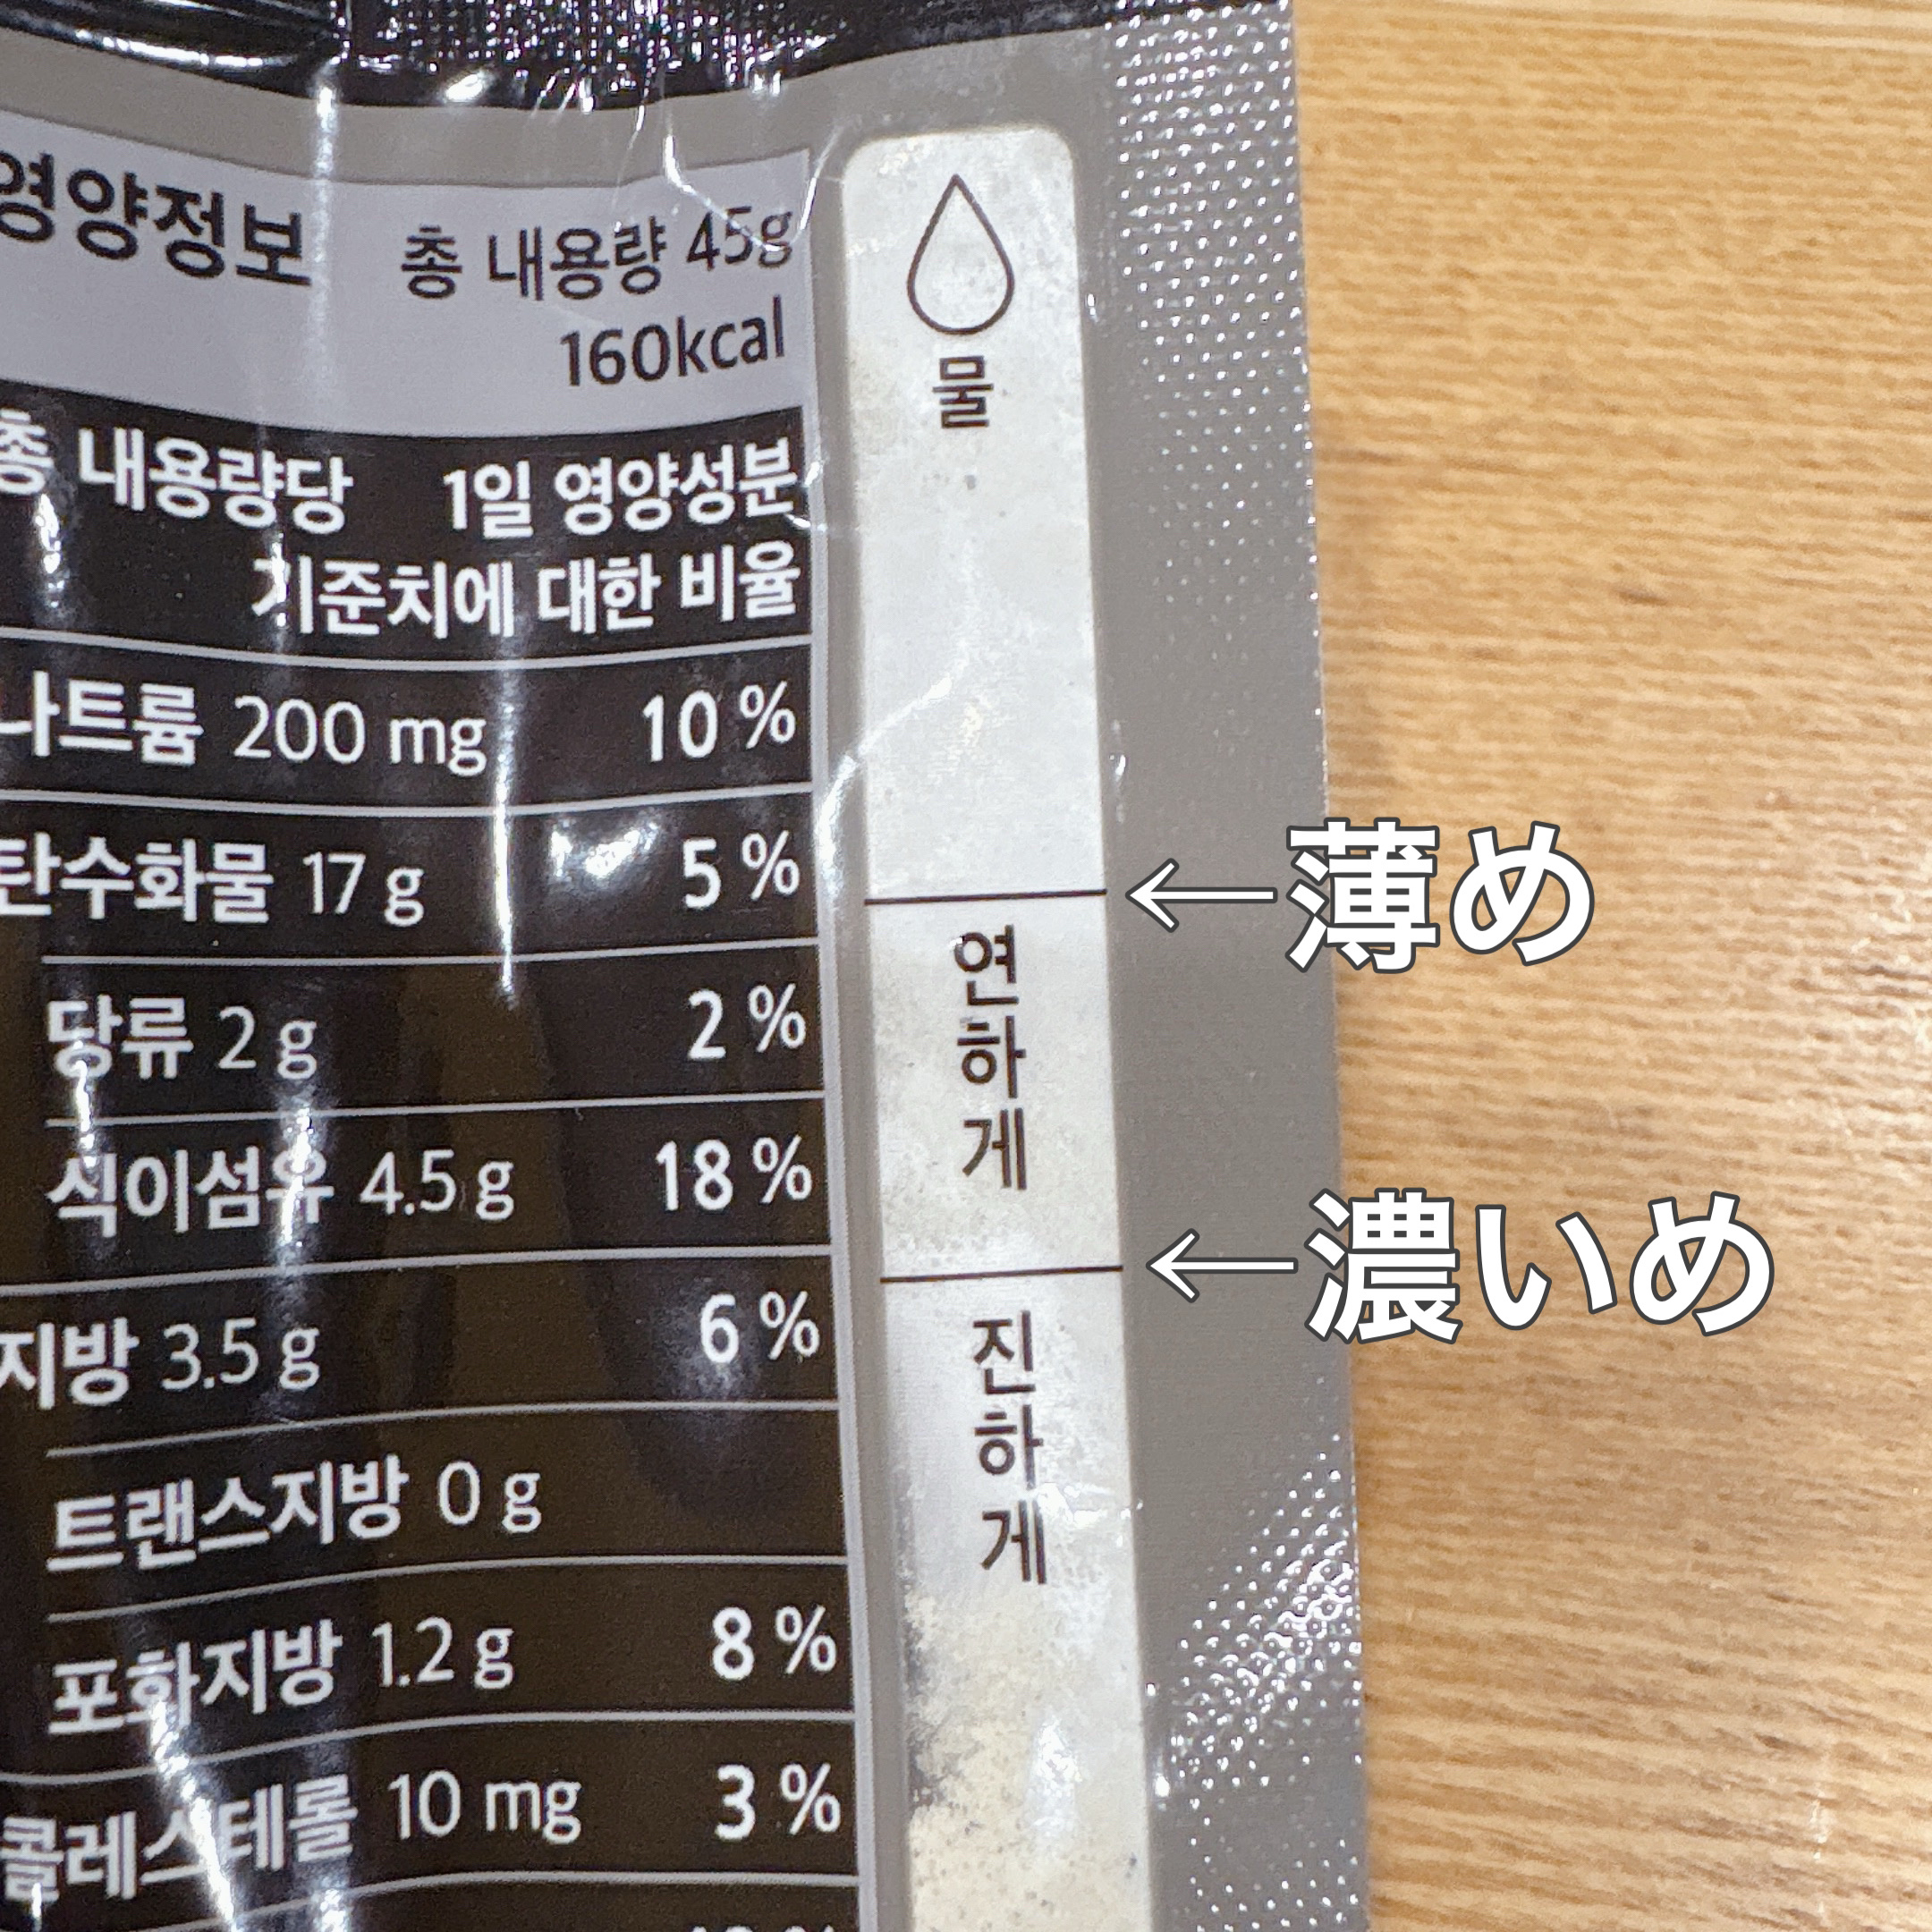 영양정보
총 내용량 45g
160kcal
총 내용량당 1일 영양성분
기준치에 대한 비율
나트륨 200 mg 10 %
탄수화물 17 g 5 %
당류 2 g 2 %
식이섬유 4.5 g 18 %
지방 3.5 g 6 %
트랜스지방 0 g
포화지방 1.2 g 8 %
콜레스테롤 10 mg 3 %
물
연하게
진하게
←薄め
←濃いめ